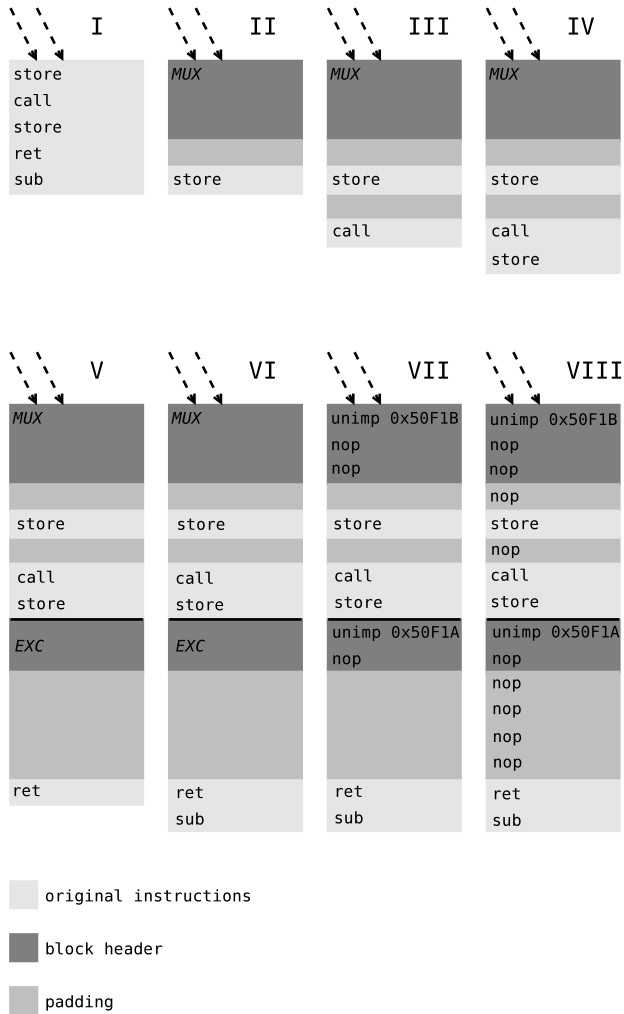 I
store
call
store
ret
sub
II
MUX
store
III
MUX
store
call
IV
MUX
store
call
store
V
MUX
store
call
store
EXC
ret
VI
MUX
store
call
store
EXC
ret
sub
VII
unimp 0x50F1B
nop
nop
store
call
store
unimp 0x50F1A
nop
ret
sub
VIII
unimp 0x50F1B
nop
nop
nop
store
nop
call
store
unimp 0x50F1A
nop
nop
nop
nop
nop
ret
sub
original instructions
block header
padding